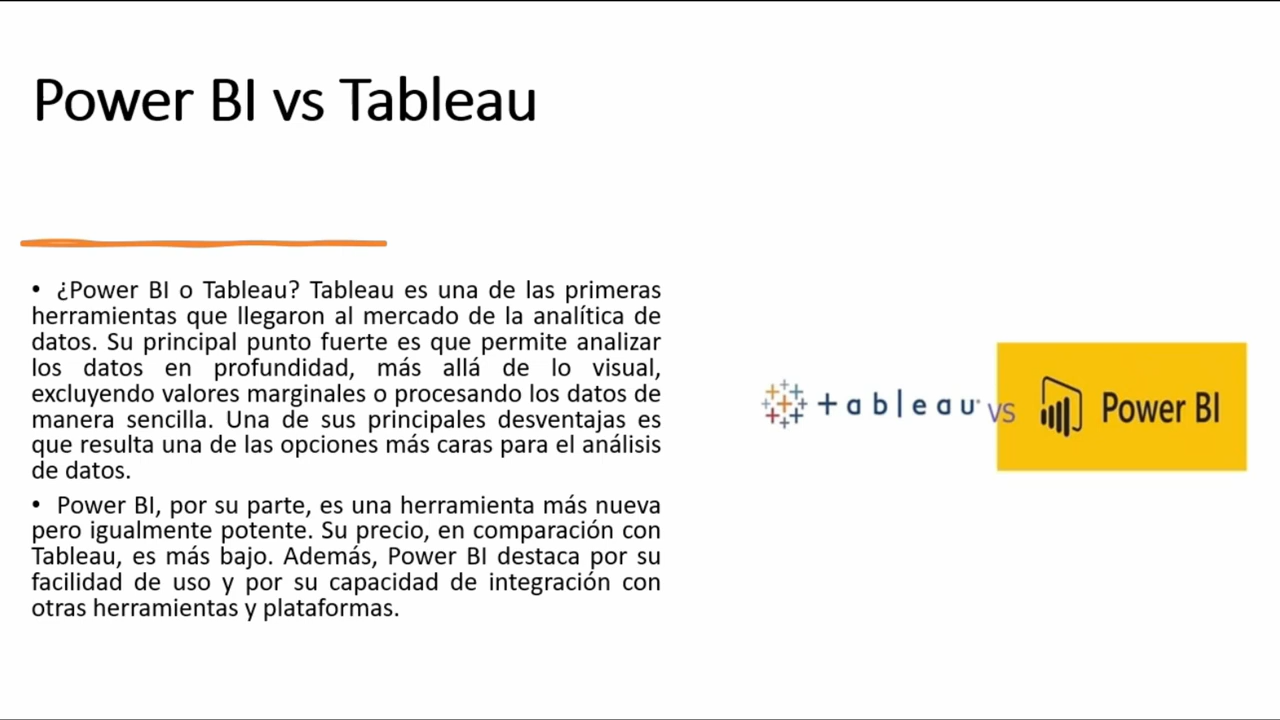 Power BI vs Tableau
• ¿Power BI o Tableau? Tableau es una de las primeras
herramientas que llegaron al mercado de la analítica de
datos. Su principal punto fuerte es que permite analizar
los datos en profundidad, más allá de lo visual,
excluyendo valores marginales o procesando los datos de
manera sencilla. Una de sus principales desventajas es
que resulta una de las opciones más caras para el análisis
de datos.
• Power BI, por su parte, es una herramienta más nueva
pero igualmente potente. Su precio, en comparación con
Tableau, es más bajo. Además, Power BI destaca por su
facilidad de uso y por su capacidad de integración con
otras herramientas y plataformas.
tableau vs Power BI